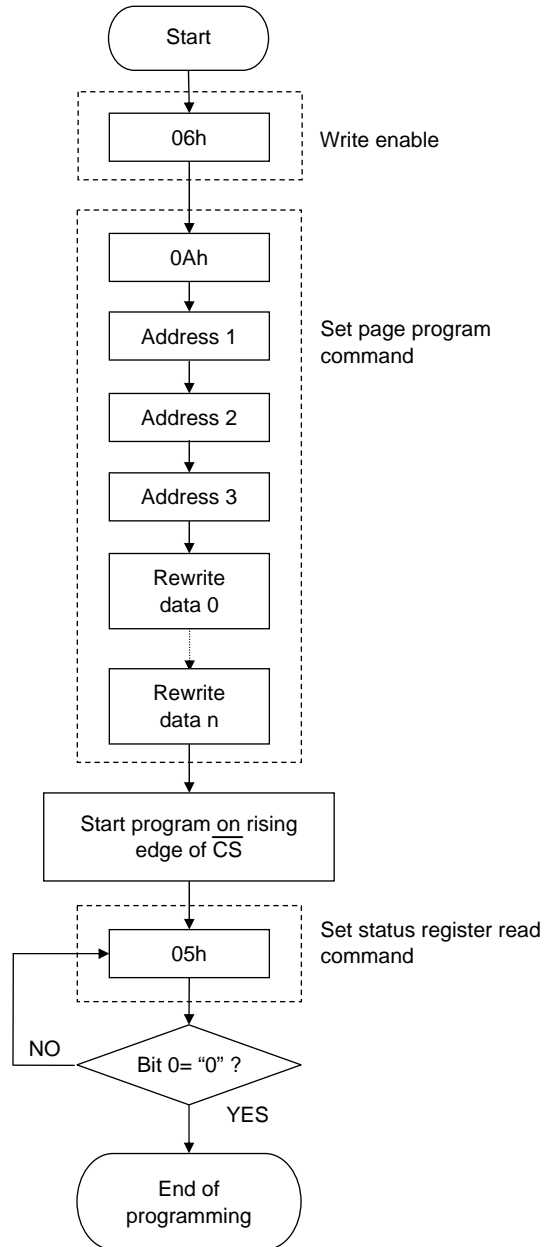 Start
06h
Write enable
0Ah
Address 1
Set page program
command
Address 2
Address 3
Rewrite
data 0
Rewrite
data n
Start program on rising
edge of C̅S̅
05h
Set status register read
command
NO
Bit 0= “0” ?
YES
End of
programming